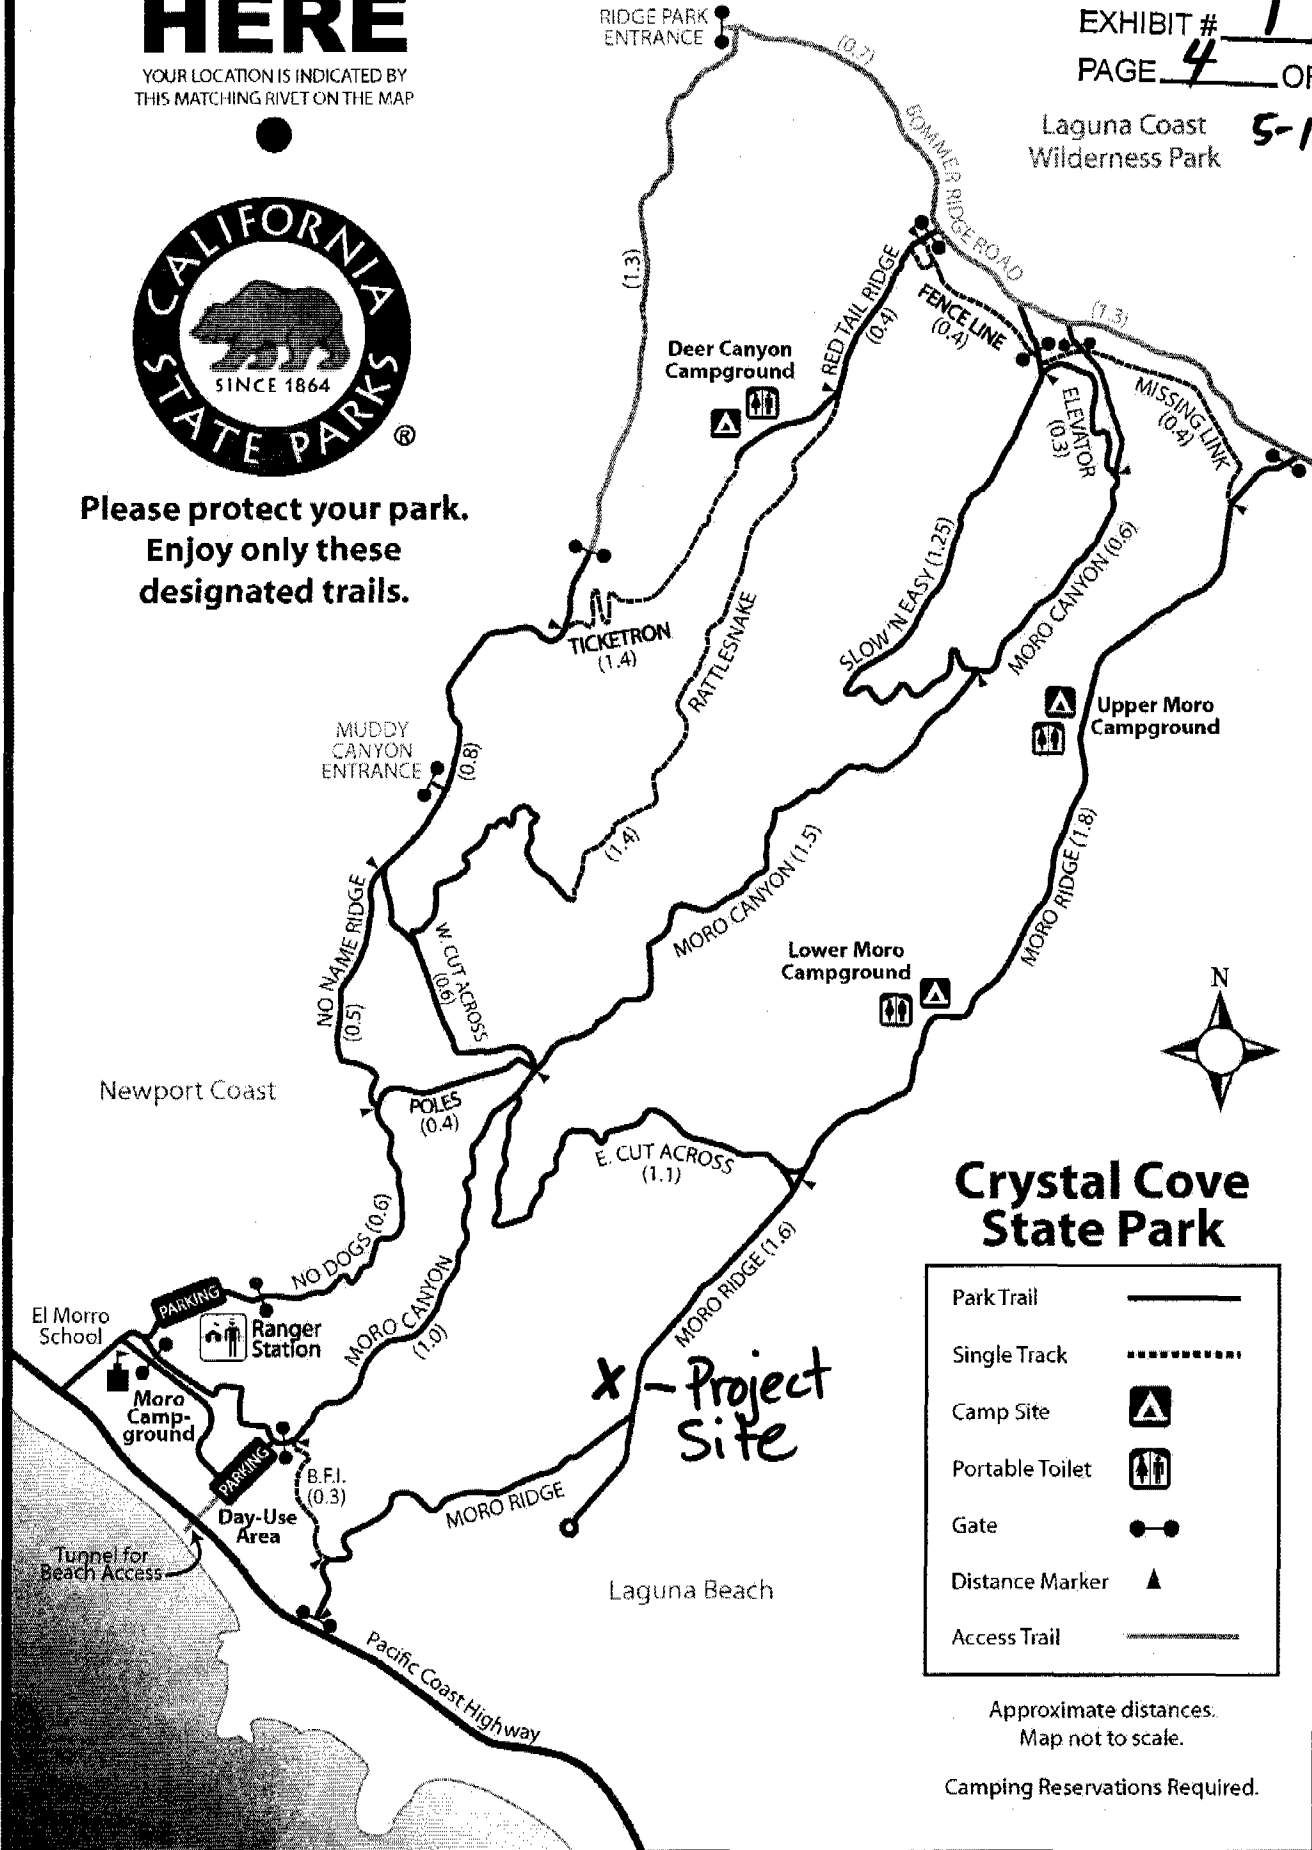 HERE
YOUR LOCATION IS INDICATED BY
THIS MATCHING RIVET ON THE MAP
CALIFORNIA
STATE PARKS
SINCE 1864
®
Please protect your park.
Enjoy only these
designated trails.
RIDGE PARK
ENTRANCE
EXHIBIT # 1
PAGE 4 OF
5-1
Laguna Coast
Wilderness Park
(0.7)
BOMMER RIDGE ROAD
(1.3)
(1.3)
RED TAIL RIDGE
(0.4)
FENCE LINE
(0.4)
Deer Canyon
Campground
ELEVATOR
(0.3)
MISSING LINK
(0.4)
TICKETRON
(1.4)
RATTLESNAKE
(1.4)
SLOW 'N EASY (1.25)
MORO CANYON (0.6)
Upper Moro
Campground
MUDDY
CANYON
ENTRANCE
(0.8)
MORO CANYON (1.5)
MORO RIDGE (1.8)
NO NAME RIDGE
(0.5)
W. CUT ACROSS
(0.6)
Lower Moro
Campground
N
Newport Coast
POLES
(0.4)
E. CUT ACROSS
(1.1)
NO DOGS (0.6)
MORO RIDGE (1.6)
MORO CANYON
(1.0)
El Morro
School
PARKING
Ranger
Station
Moro
Camp-
ground
X - Project
Site
PARKING
B.F.I.
(0.3)
Day-Use
Area
MORO RIDGE
Tunnel for
Beach Access
Laguna Beach
Pacific Coast Highway
Crystal Cove
State Park
Park Trail
Single Track
Camp Site
Portable Toilet
Gate
Distance Marker
Access Trail
Approximate distances.
Map not to scale.
Camping Reservations Required.